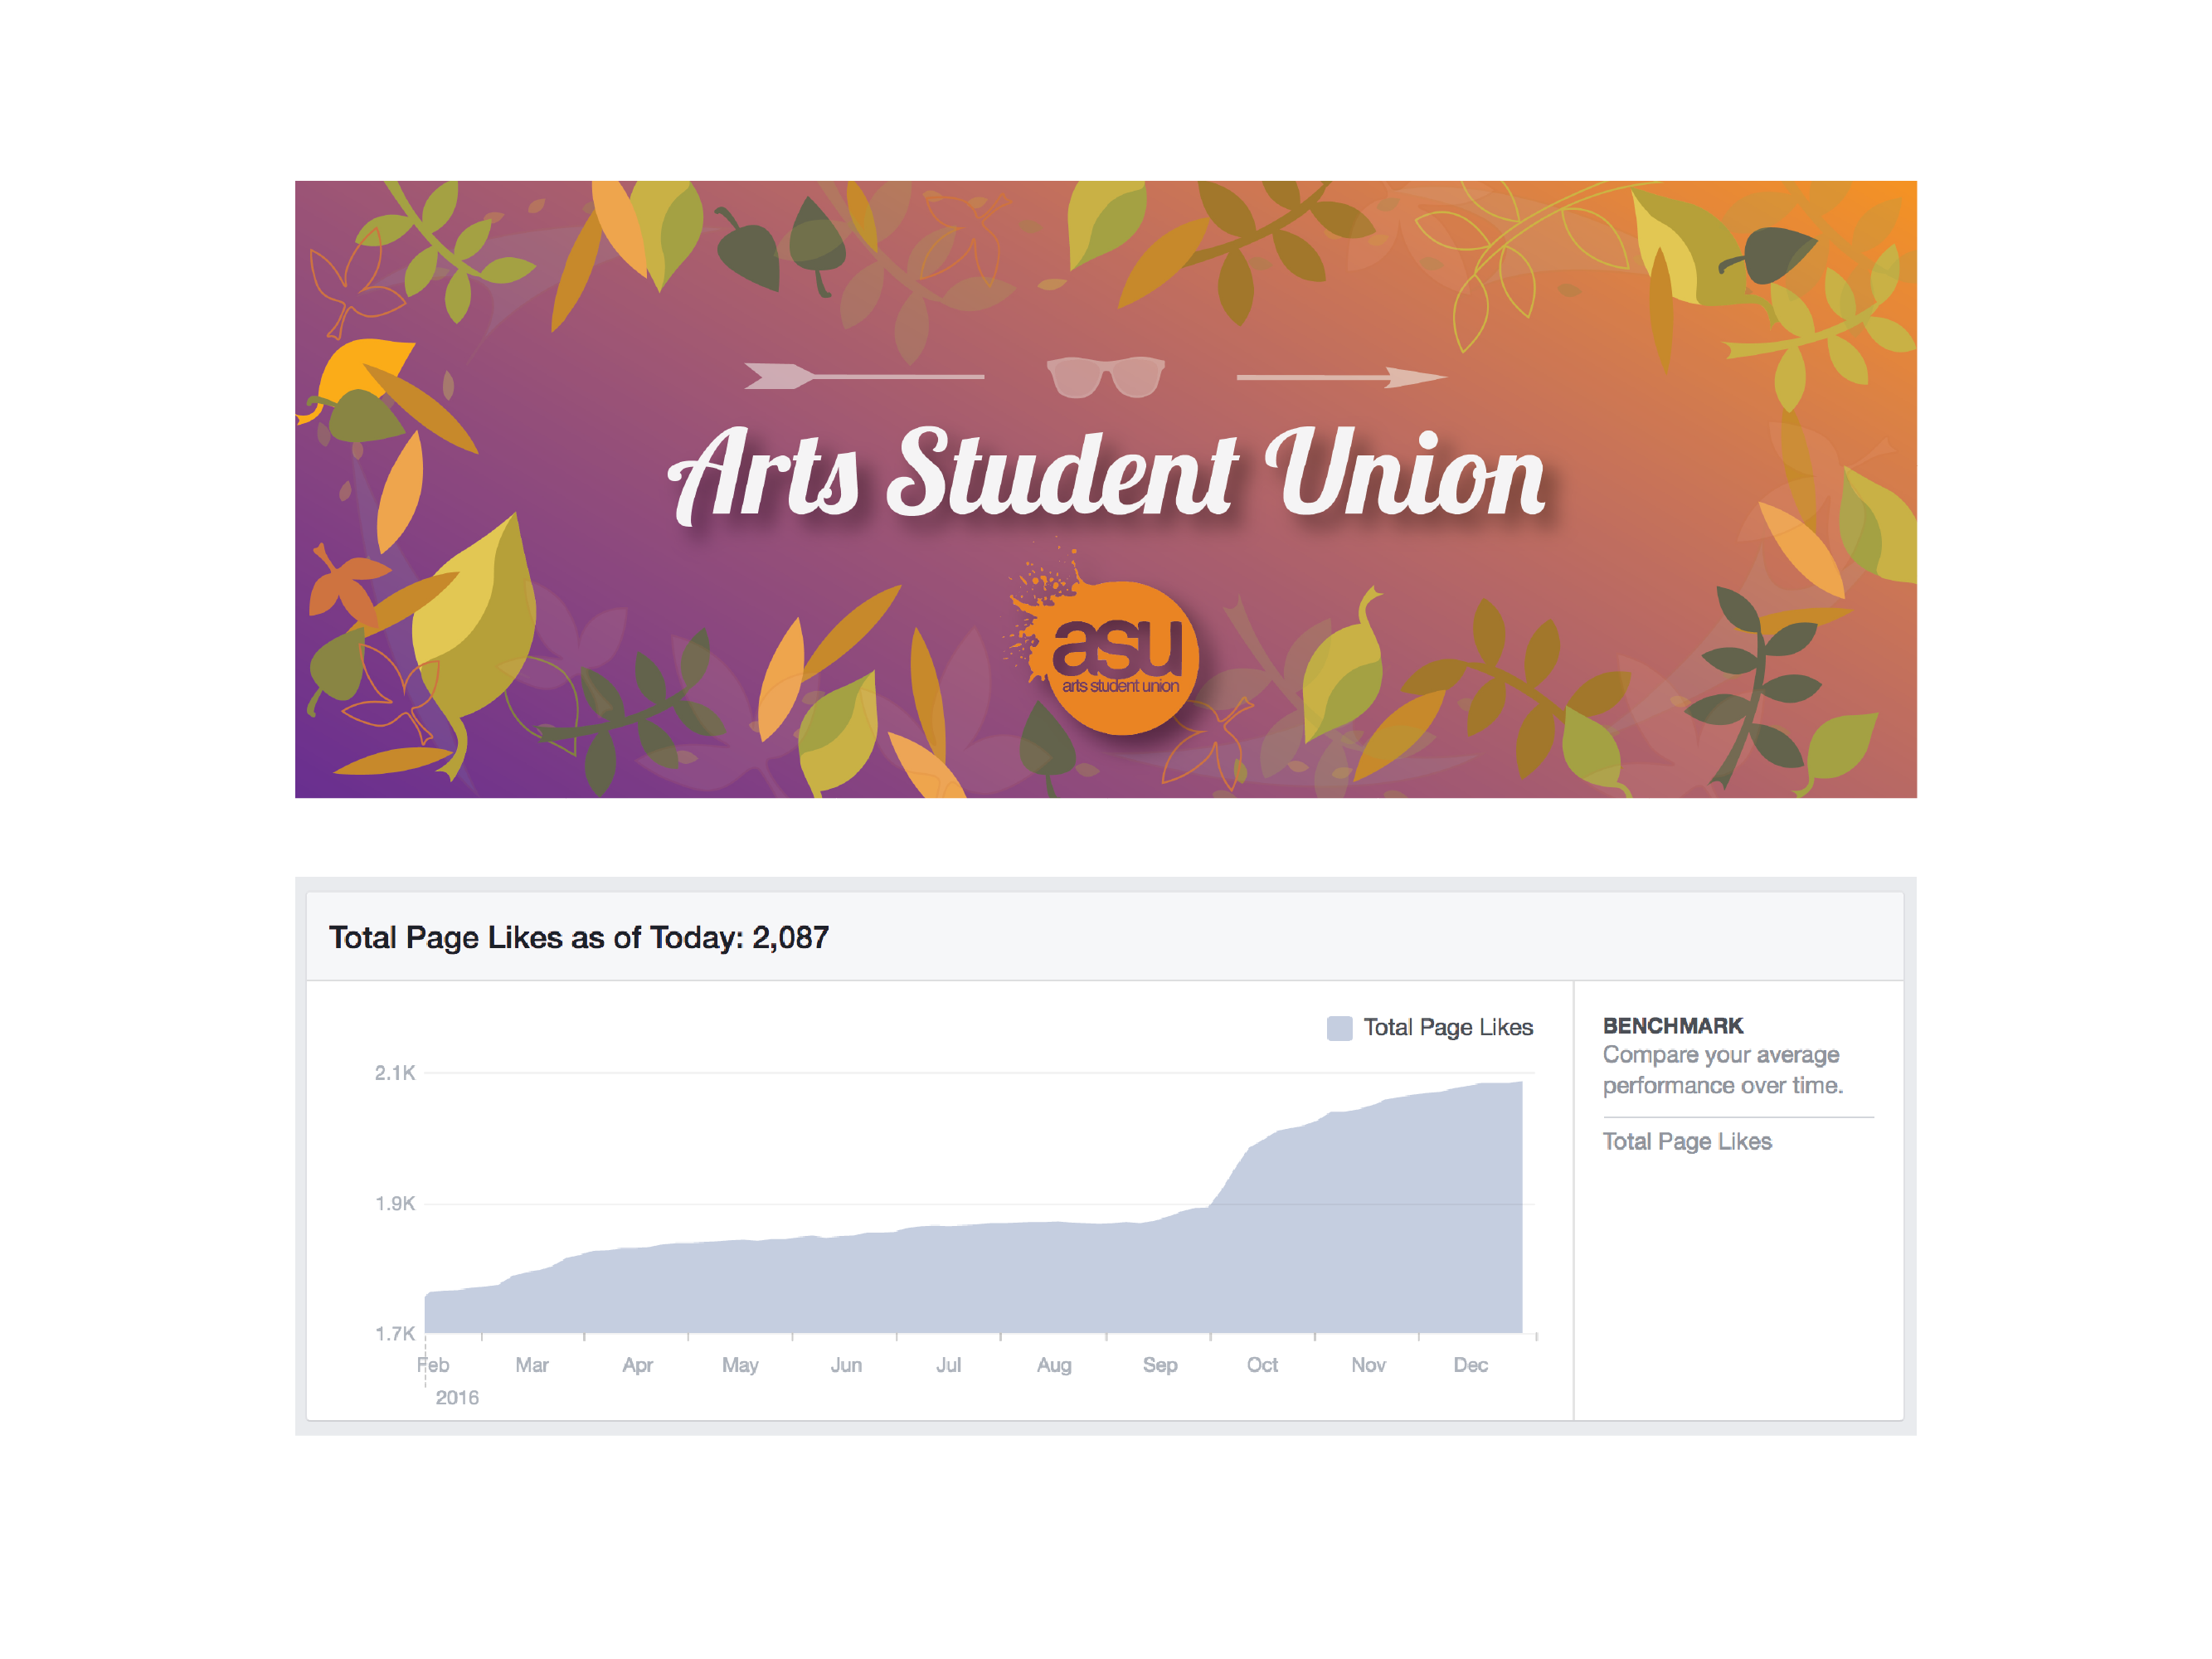 Arts Student Union
asu
arts student union
Total Page Likes as of Today: 2,087
Total Page Likes
2.1K
1.9K
1.7K
Feb Mar Apr May Jun Jul Aug Sep Oct Nov Dec
2016
BENCHMARK
Compare your average
performance over time.
Total Page Likes